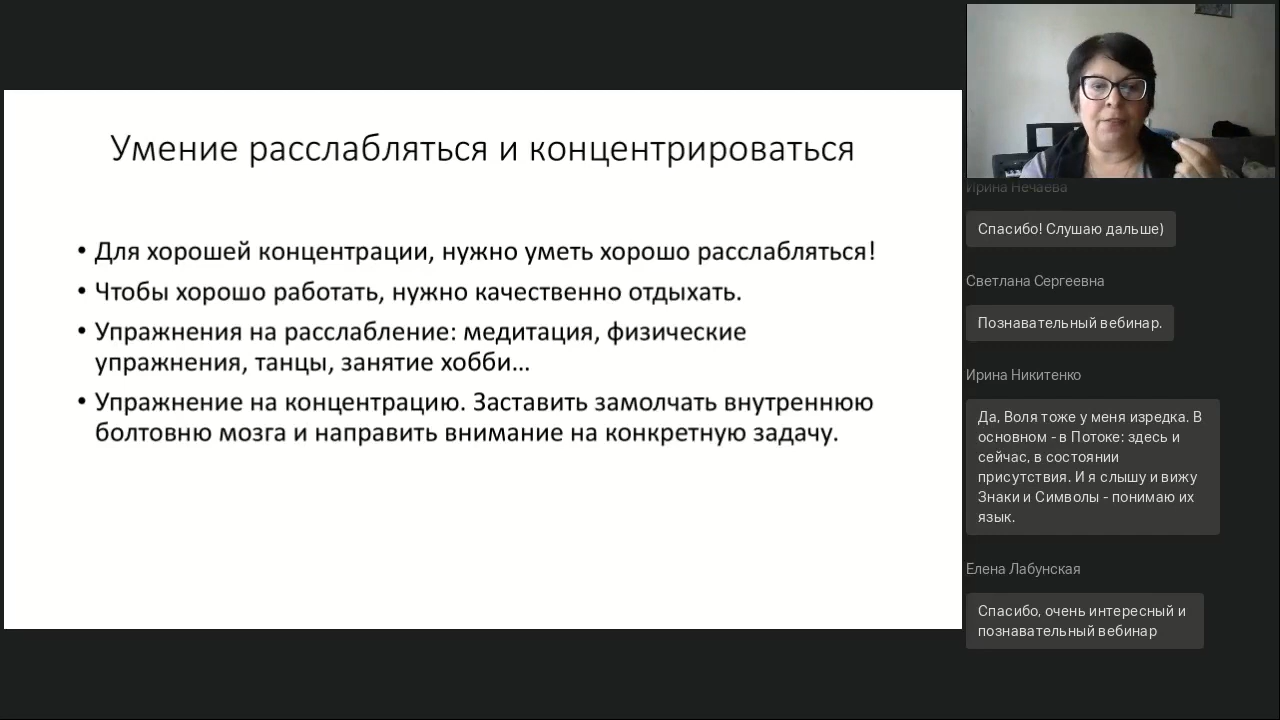 Умение расслабляться и концентрироваться
• Для хорошей концентрации, нужно уметь хорошо расслабляться!
• Чтобы хорошо работать, нужно качественно отдыхать.
• Упражнения на расслабление: медитация, физические
упражнения, танцы, занятие хобби...
• Упражнение на концентрацию. Заставить замолчать внутреннюю
болтовню мозга и направить внимание на конкретную задачу.
Ирина Нечаева
Спасибо! Слушаю дальше)
Светлана Сергеевна
Познавательный вебинар.
Ирина Никитенко
Да, Воля тоже у меня изредка. В
основном - в Потоке: здесь и
сейчас, в состоянии
присутствия. И я слышу и вижу
Знаки и Символы - понимаю их
язык.
Елена Лабунская
Спасибо, очень интересный и
познавательный вебинар